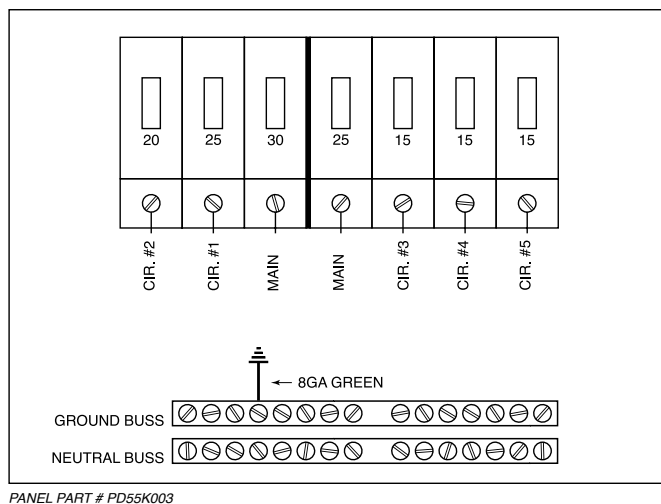 20 25 30 25 15 15 15
CIR. #2 CIR. #1 MAIN MAIN CIR. #3 CIR. #4 CIR. #5
← 8GA GREEN
GROUND BUSS
NEUTRAL BUSS
PANEL PART # PD55K003